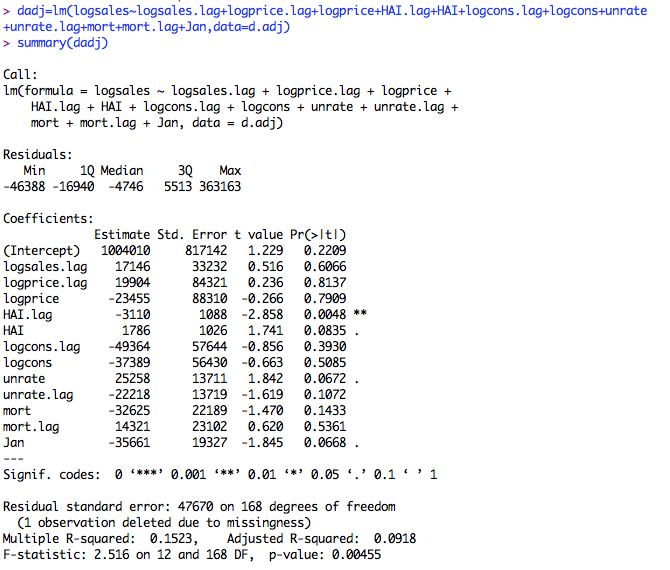 > dadj=lm(logsales~logsales.lag+logprice.lag+logprice+HAI.lag+HAI+logcons.lag+logcons+unrate
+unrate.lag+mort+mort.lag+Jan,data=d.adj)
> summary(dadj)
Call:
lm(formula = logsales ~ logsales.lag + logprice.lag + logprice +
HAI.lag + HAI + logcons.lag + logcons + unrate + unrate.lag +
mort + mort.lag + Jan, data = d.adj)
Residuals:
Min 1Q Median 3Q Max
-46388 -16940 -4746 5513 363163
Coefficients:
Estimate Std. Error t value Pr(>|t|)
(Intercept) 1004010 817142 1.229 0.2209
logsales.lag 17146 33232 0.516 0.6066
logprice.lag 19904 84321 0.236 0.8137
logprice -23455 88310 -0.266 0.7909
HAI.lag -3110 1088 -2.858 0.0048 **
HAI 1786 1026 1.741 0.0835 .
logcons.lag -49364 57644 -0.856 0.3930
logcons -37389 56430 -0.663 0.5085
unrate 25258 13711 1.842 0.0672 .
unrate.lag -22218 13719 -1.619 0.1072
mort -32625 22189 -1.470 0.1433
mort.lag 14321 23102 0.620 0.5361
Jan -35661 19327 -1.845 0.0668 .
---
Signif. codes: 0 ‘***’ 0.001 ‘**’ 0.01 ‘*’ 0.05 ‘.’ 0.1 ‘ ’ 1
Residual standard error: 47670 on 168 degrees of freedom
(1 observation deleted due to missingness)
Multiple R-squared: 0.1523, Adjusted R-squared: 0.0918
F-statistic: 2.516 on 12 and 168 DF, p-value: 0.00455